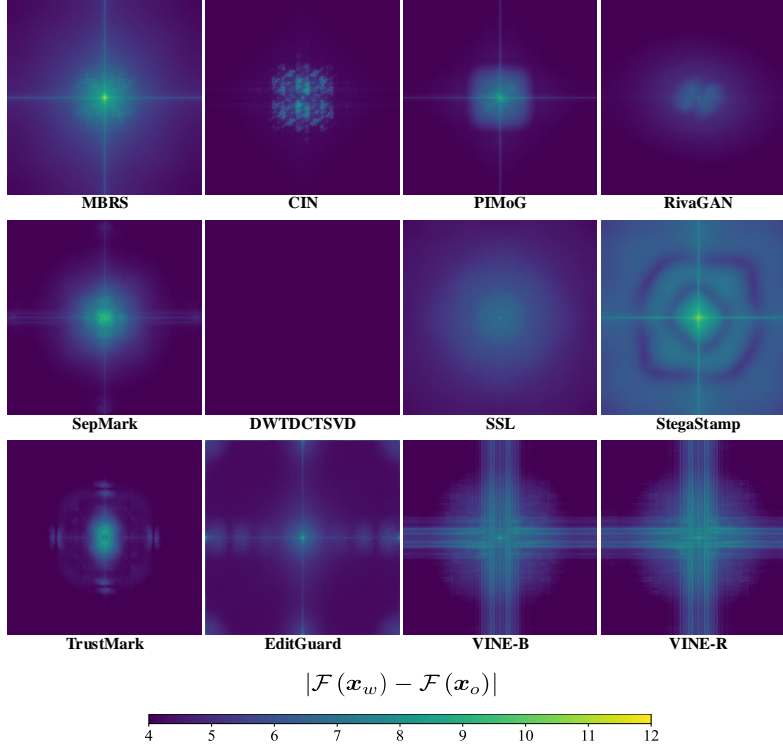 MBRS CIN PIMoG RivaGAN
SepMark DWTDCTSVD SSL StegaStamp
TrustMark EditGuard VINE-B VINE-R
|ℱ(𝒙_w) − ℱ(𝒙_o)|
4 5 6 7 8 9 10 11 12